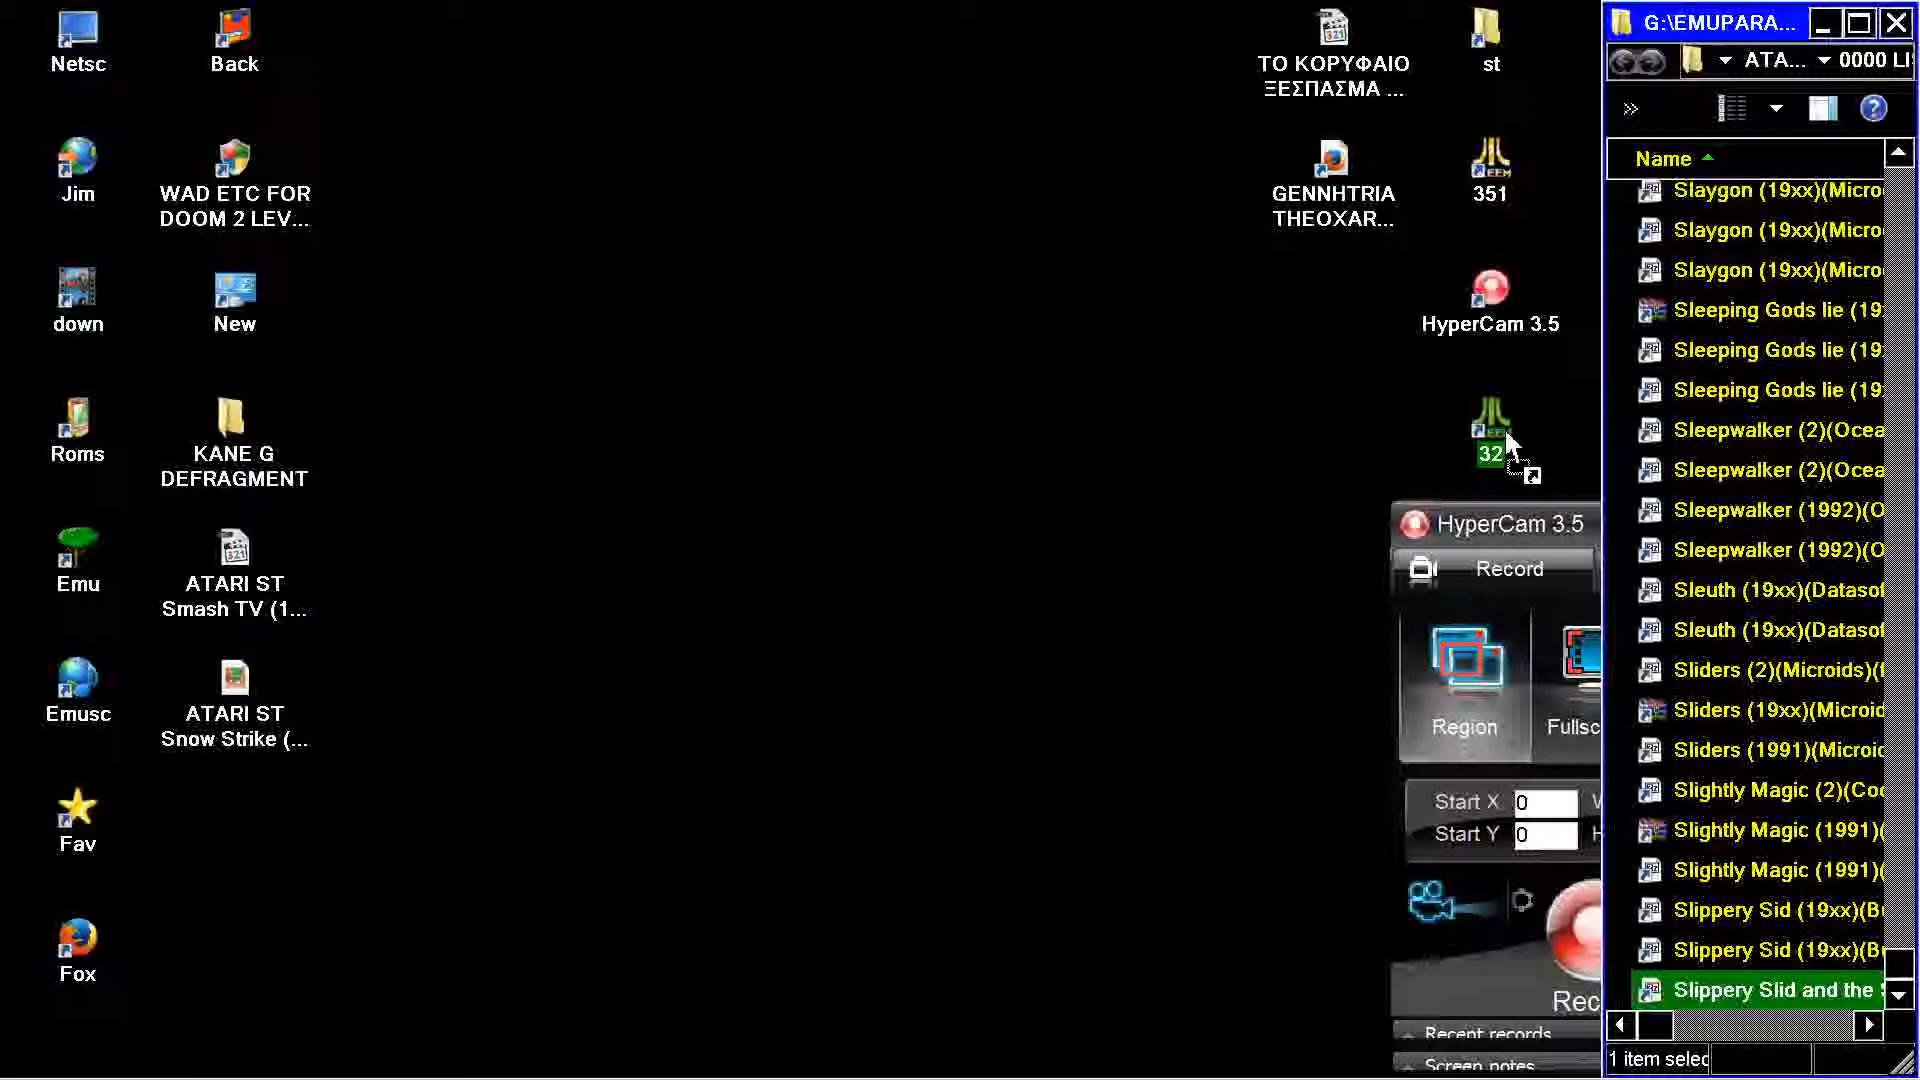 Netsc
Back
Jim
WAD ETC FOR
DOOM 2 LEV...
down
New
Roms
KANE G
DEFRAGMENT
Emu
ATARI ST
Smash TV (1...
Emusc
ATARI ST
Snow Strike (...
Fav
Fox
ΤΟ ΚΟΡΥΦΑΙΟ
ΞΕΣΠΑΣΜΑ ...
st
GENNHTRIA
THEOXAR...
351
HyperCam 3.5
32
HyperCam 3.5
Record
Region
Fullsc
Start X 0
Start Y 0
Rec
Recent records
Screen notes
G:\EMUPARA...
ATA... 0000 LI
Name
Slaygon (19xx)(Micro
Slaygon (19xx)(Micro
Slaygon (19xx)(Micro
Sleeping Gods lie (19
Sleeping Gods lie (19
Sleeping Gods lie (19
Sleepwalker (2)(Ocea
Sleepwalker (2)(Ocea
Sleepwalker (1992)(O
Sleepwalker (1992)(O
Sleuth (19xx)(Datasof
Sleuth (19xx)(Datasof
Sliders (2)(Microids)(
Sliders (19xx)(Microid
Sliders (1991)(Microid
Slightly Magic (2)(Cod
Slightly Magic (1991)(
Slightly Magic (1991)(
Slippery Sid (19xx)(B
Slippery Sid (19xx)(B
Slippery Slid and the
1 item selec